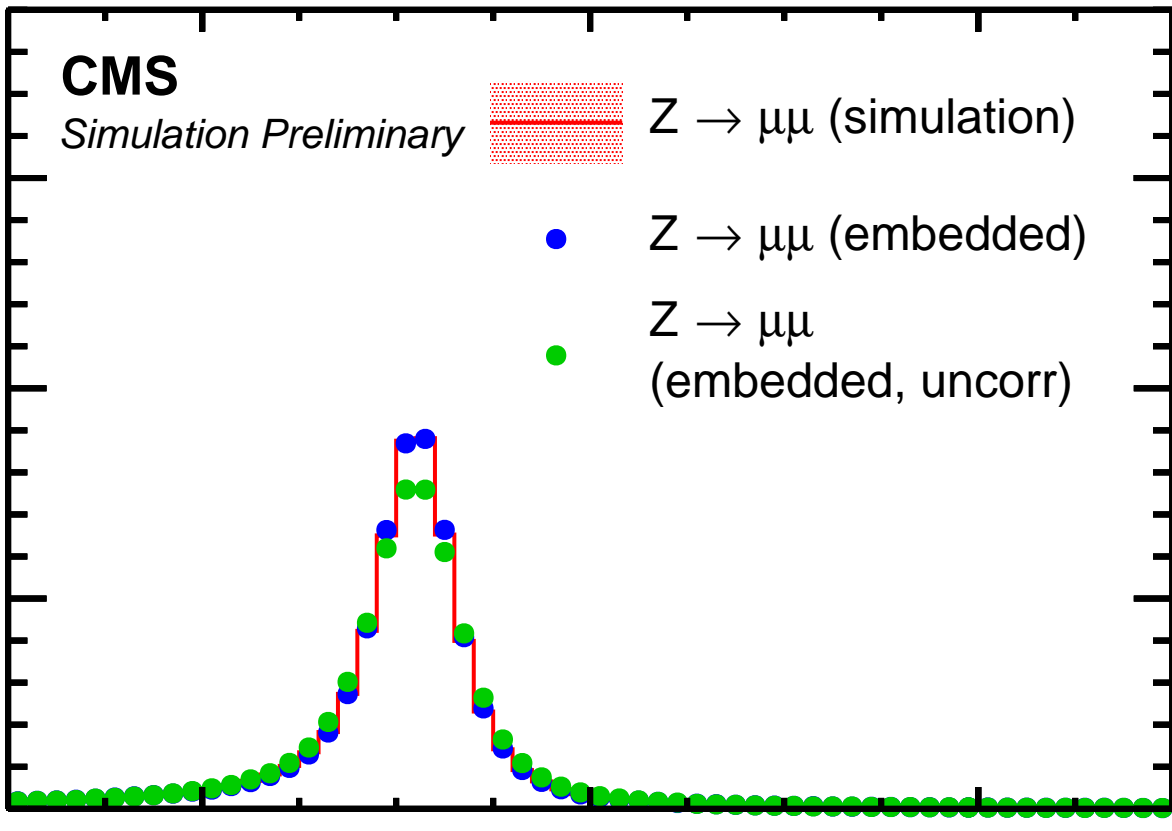 CMS
Simulation Preliminary
Z → μμ (simulation)
Z → μμ (embedded)
Z → μμ
(embedded, uncorr)